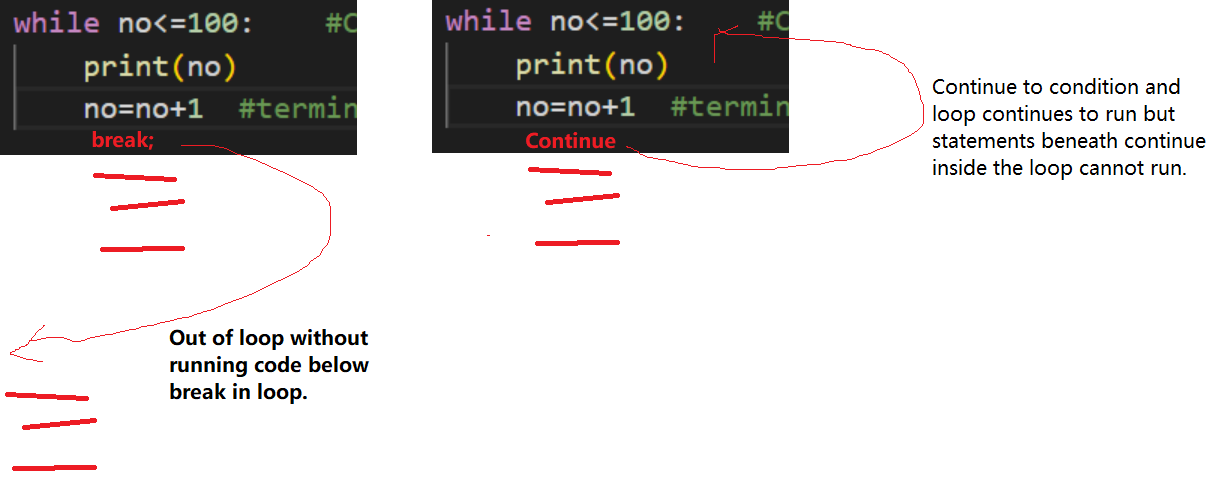 while no<=100: #C
print(no)
no=no+1 #termin
break;
Out of loop without
running code below
break in loop.
while no<=100: #C
print(no)
no=no+1 #termin
Continue
Continue to condition and
loop continues to run but
statements beneath continue
inside the loop cannot run.